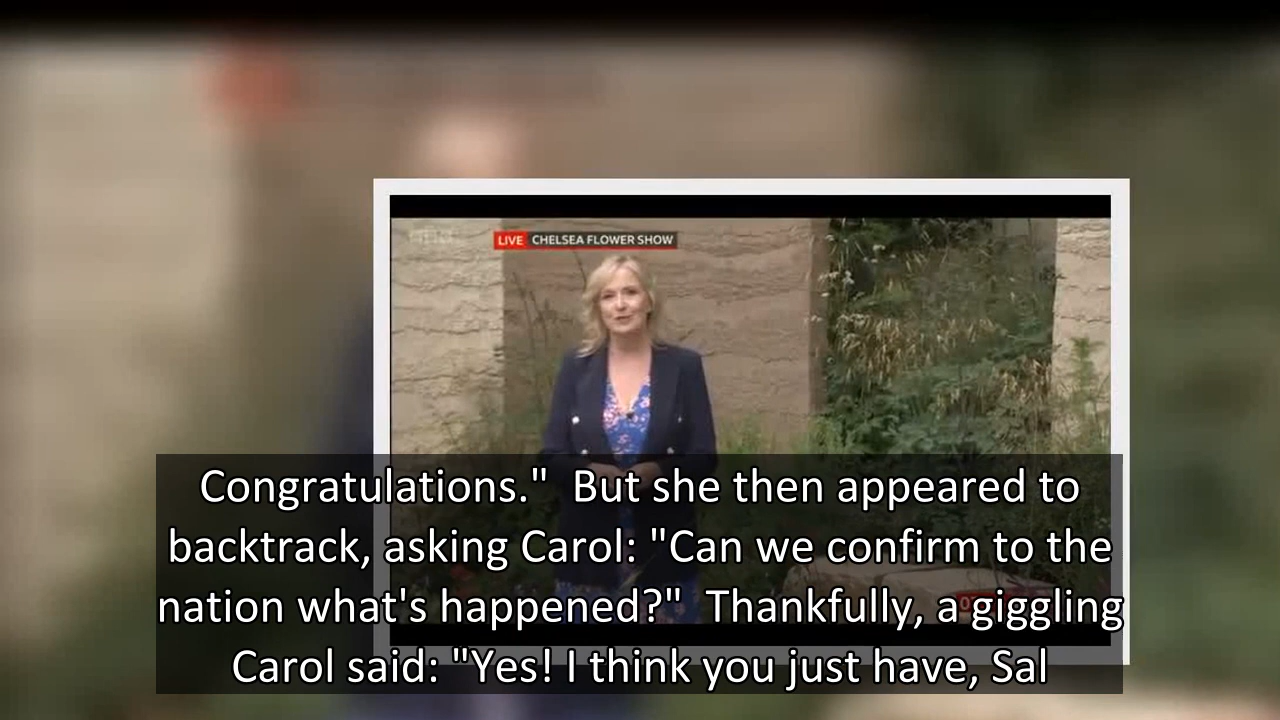 LIVE CHELSEA FLOWER SHOW
Congratulations."  But she then appeared to
backtrack, asking Carol: "Can we confirm to the
nation what's happened?"  Thankfully, a giggling
Carol said: "Yes! I think you just have, Sal